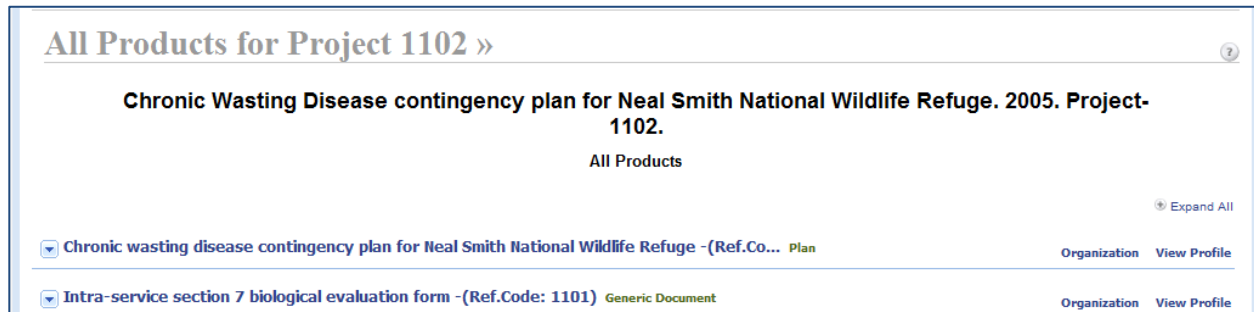 All Products for Project 1102 »
?
Chronic Wasting Disease contingency plan for Neal Smith National Wildlife Refuge. 2005. Project-
1102.
All Products
Expand All
Chronic wasting disease contingency plan for Neal Smith National Wildlife Refuge -(Ref.Co... Plan Organization View Profile
Intra-service section 7 biological evaluation form -(Ref.Code: 1101) Generic Document Organization View Profile